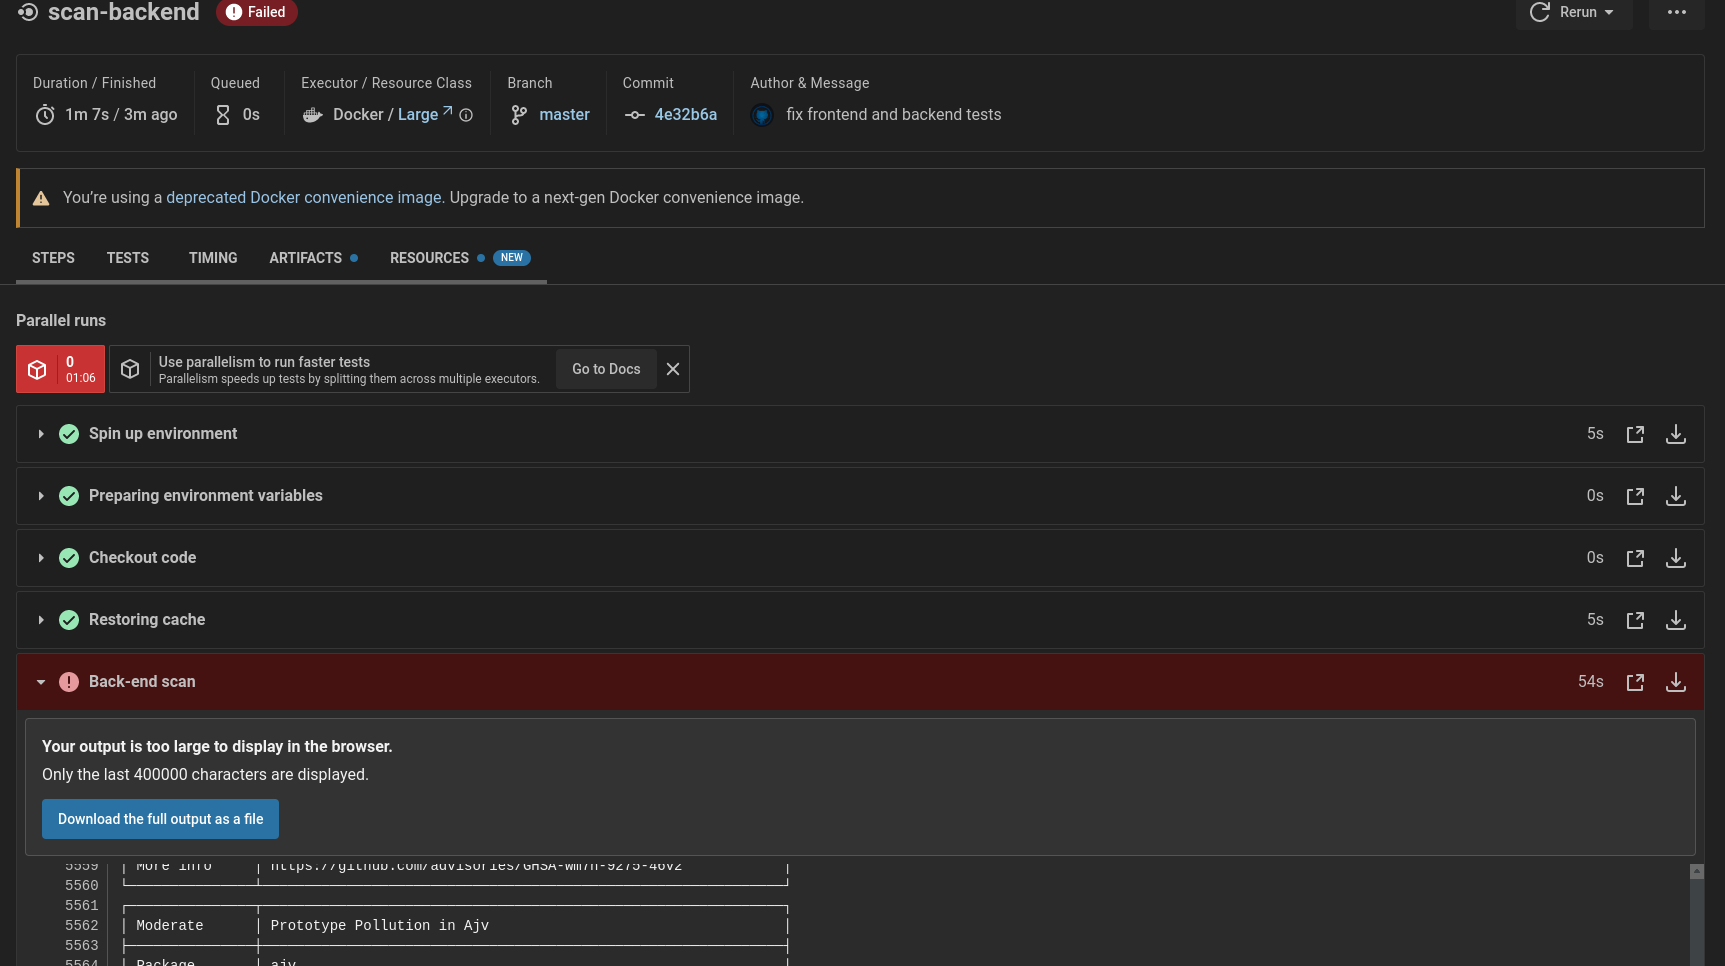 scan-backend
Failed
Rerun
Duration / Finished
Queued
Executor / Resource Class
Branch
Commit
Author & Message
1m 7s / 3m ago
0s
Docker / Large
master
4e32b6a
fix frontend and backend tests
You’re using a deprecated Docker convenience image. Upgrade to a next-gen Docker convenience image.
STEPS
TESTS
TIMING
ARTIFACTS
RESOURCES
NEW
Parallel runs
0
01:06
Use parallelism to run faster tests
Parallelism speeds up tests by splitting them across multiple executors.
Go to Docs
Spin up environment
5s
Preparing environment variables
0s
Checkout code
0s
Restoring cache
5s
Back-end scan
54s
Your output is too large to display in the browser.
Only the last 400000 characters are displayed.
Download the full output as a file
5559 | More info | https://github.com/advisories/GHSA-wm7h-9275-46v2 |
5560
5561
5562 | Moderate | Prototype Pollution in Ajv |
5563
5564 | Package | ajv |